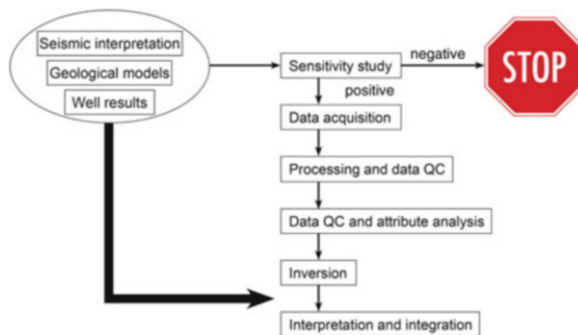 Seismic interpretation
Geological models
Well results
Sensitivity study
negative
STOP
positive
Data acquisition
Processing and data QC
Data QC and attribute analysis
Inversion
Interpretation and integration